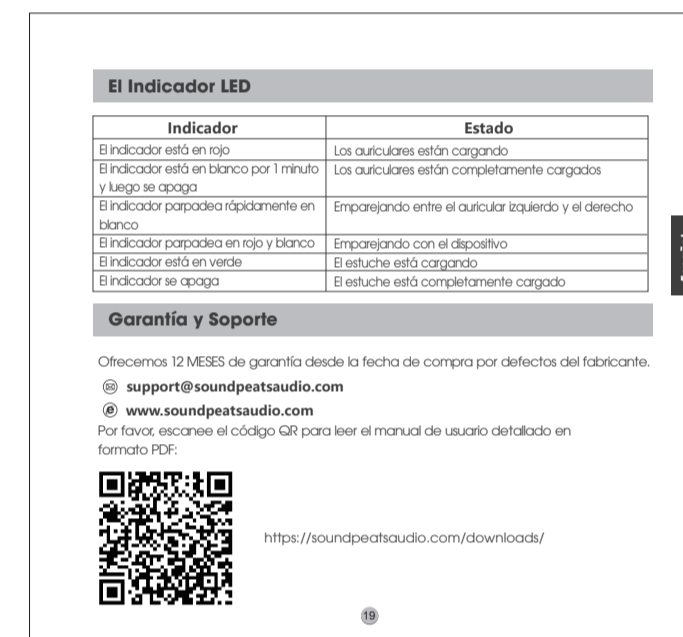 El Indicador LED
Indicador Estado
El indicador está en rojo Los auriculares están cargando
El indicador está en blanco por 1 minuto Los auriculares están completamente cargados
y luego se apaga
El indicador parpadea rápidamente en Emparejando entre el auricular izquierdo y el derecho
blanco
El indicador parpadea en rojo y blanco Emparejando con el dispositivo
El indicador está en verde El estuche está cargando
El indicador se apaga El estuche está completamente cargado
Garantía y Soporte
Ofrecemos 12 MESES de garantía desde la fecha de compra por defectos del fabricante.
support@soundpeatsaudio.com
www.soundpeatsaudio.com
Por favor, escanee el código QR para leer el manual de usuario detallado en
formato PDF:
https://soundpeatsaudio.com/downloads/
19